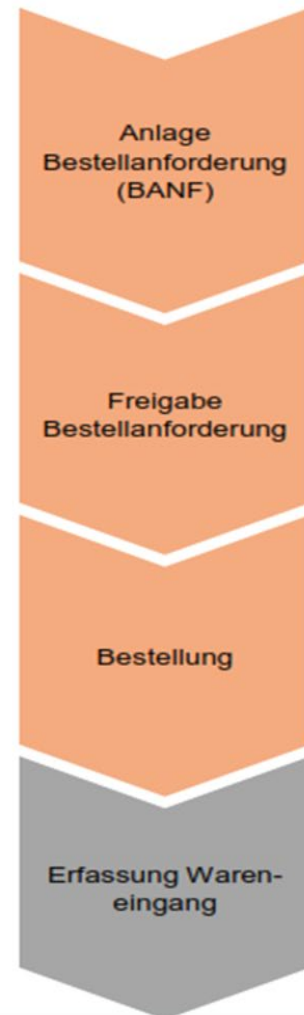 Anlage
Bestellanforderung
(BANF)
Freigabe
Bestellanforderung
Bestellung
Erfassung Waren-
eingang